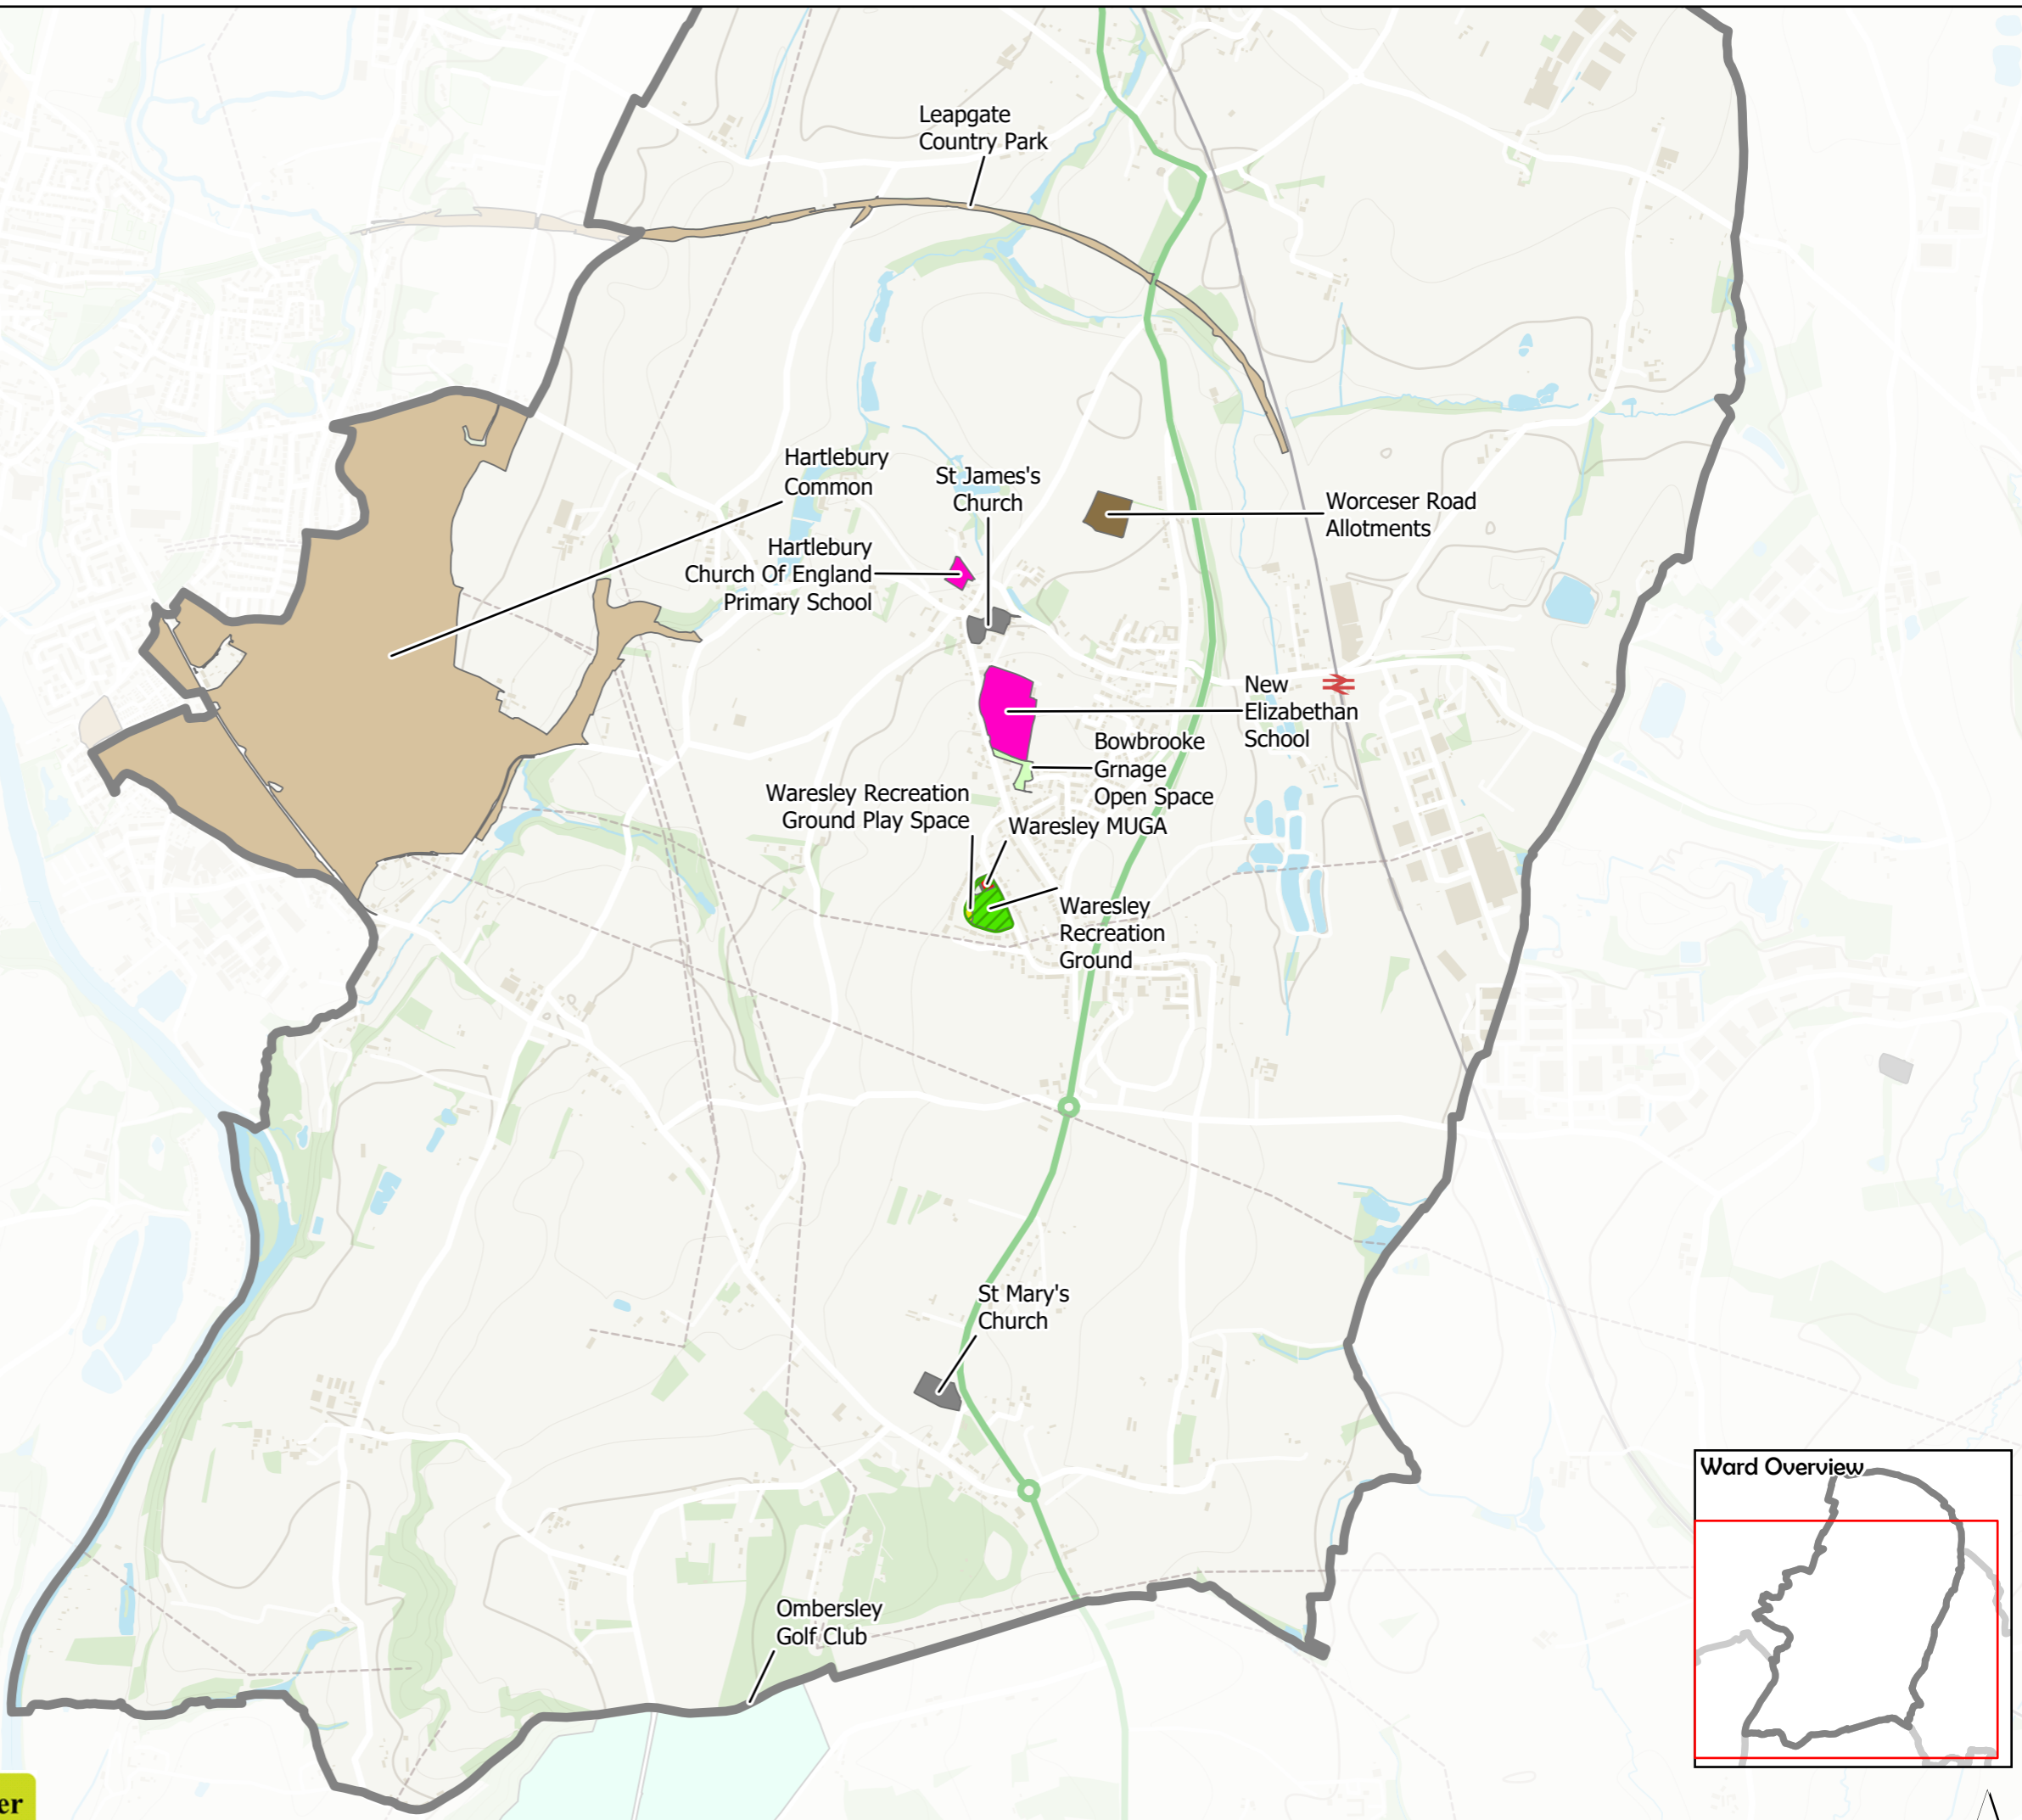 Leapgate
Country Park
Hartlebury
Common
St James's
Church
Worceser Road
Allotments
Hartlebury
Church Of England
Primary School
New
Elizabethan
School
Bowbrooke
Grnage
Open Space
Waresley Recreation
Ground Play Space
Waresley MUGA
Waresley
Recreation
Ground
St Mary's
Church
Ward Overview
Ombersley
Golf Club
er